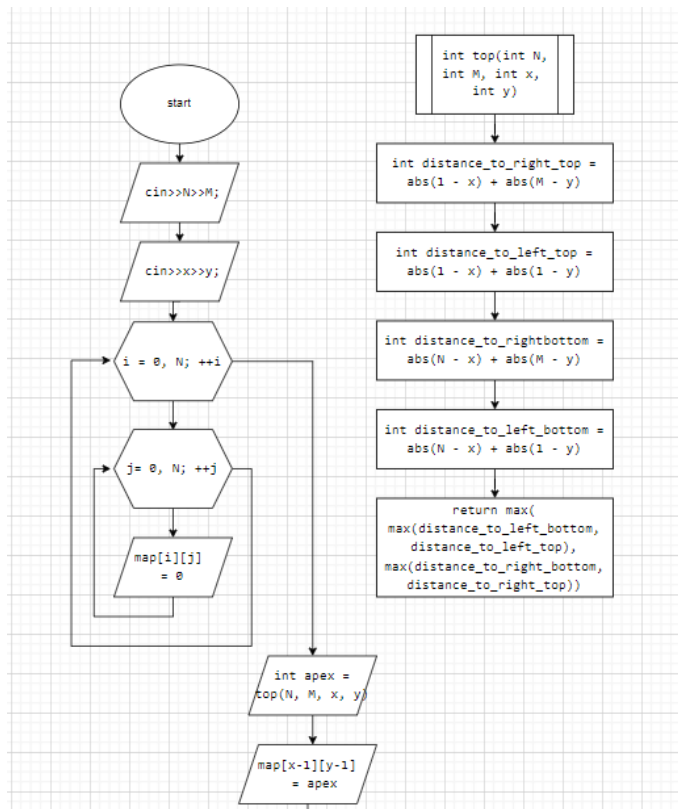 start
cin>>N>>M;
cin>>x>>y;
i = 0, N; ++i
j= 0, N; ++j
map[i][j]
= 0
int apex =
top(N, M, x, y)
map[x-1][y-1]
= apex
int top(int N,
int M, int x,
int y)
int distance_to_right_top =
abs(1 - x) + abs(M - y)
int distance_to_left_top =
abs(1 - x) + abs(1 - y)
int distance_to_rightbottom =
abs(N - x) + abs(M - y)
int distance_to_left_bottom =
abs(N - x) + abs(1 - y)
return max(
max(distance_to_left_bottom,
distance_to_left_top),
max(distance_to_right_bottom,
distance_to_right_top))